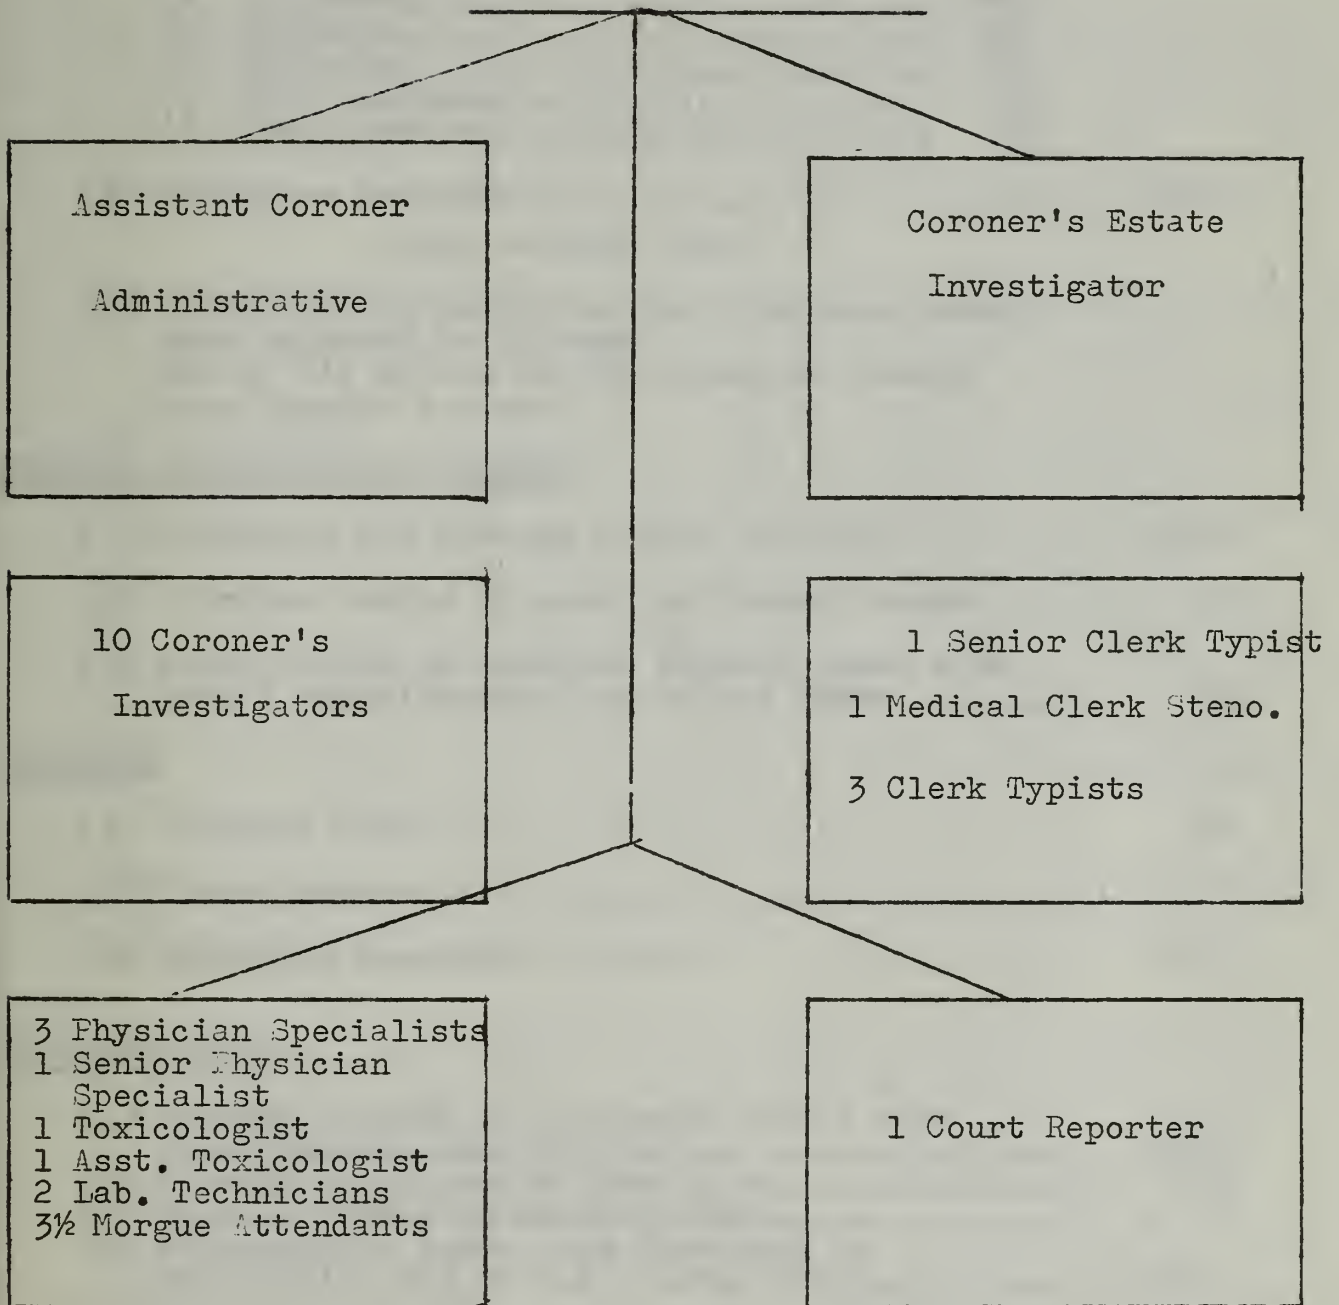 Assistant Coroner
Administrative
Coroner's Estate
Investigator
10 Coroner's
Investigators
1 Senior Clerk Typist
1 Medical Clerk Steno.
3 Clerk Typists
3 Physician Specialists
1 Senior Physician
Specialist
1 Toxicologist
1 Asst. Toxicologist
2 Lab. Technicians
3½ Morgue Attendants
1 Court Reporter